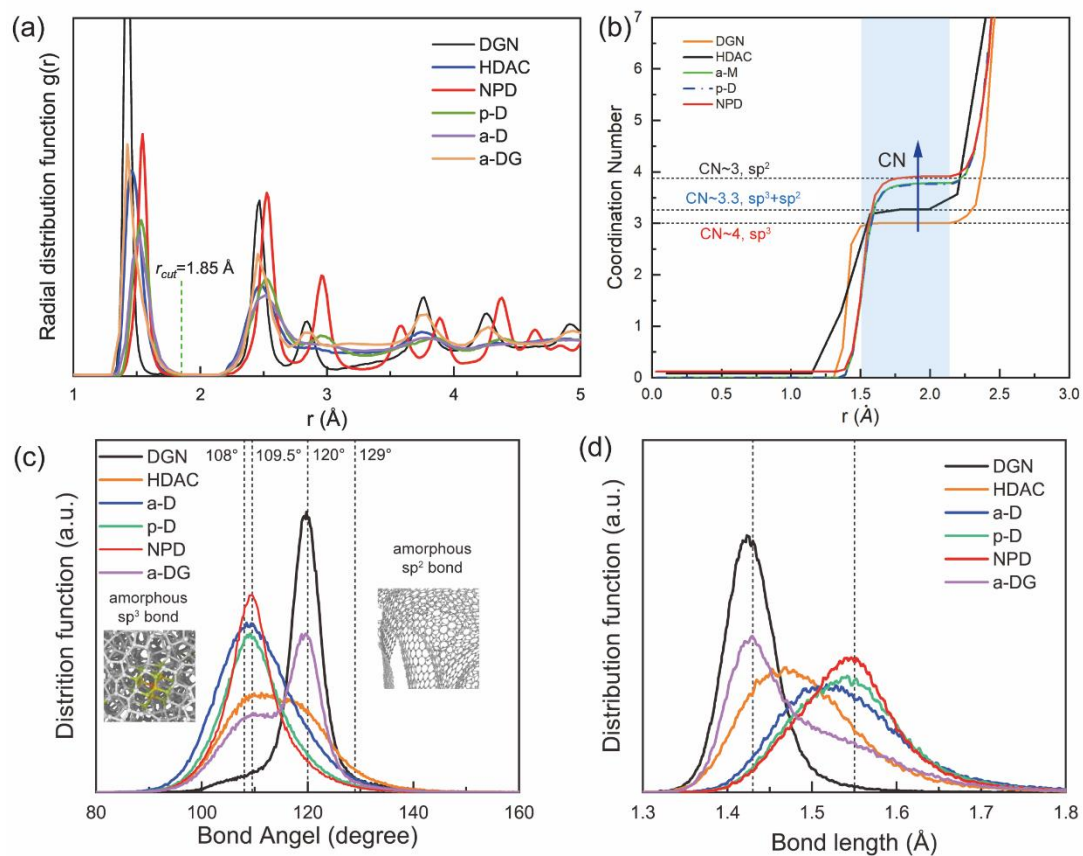 (a)
Radial distribution function g(r)
DGN
HDAC
NPD
p-D
a-D
a-DG
r_cut=1.85 Å
1 2 3 4 5
r (Å)
(b)
Coordination Number
7
6
5
4
3
2
1
0
DGN
HDAC
a-M
p-D
NPD
CN
CN~3, sp²
CN~3.3, sp³+sp²
CN~4, sp³
0.0 0.5 1.0 1.5 2.0 2.5 3.0
r (Å)
(c)
Distrition function (a.u.)
108° 109.5° 120° 129°
DGN
HDAC
a-D
p-D
NPD
a-DG
amorphous
sp³ bond
amorphous
sp² bond
80 100 120 140 160
Bond Angel (degree)
(d)
Distribution function (a.u.)
DGN
HDAC
a-D
p-D
NPD
a-DG
1.3 1.4 1.5 1.6 1.7 1.8
Bond length (Å)